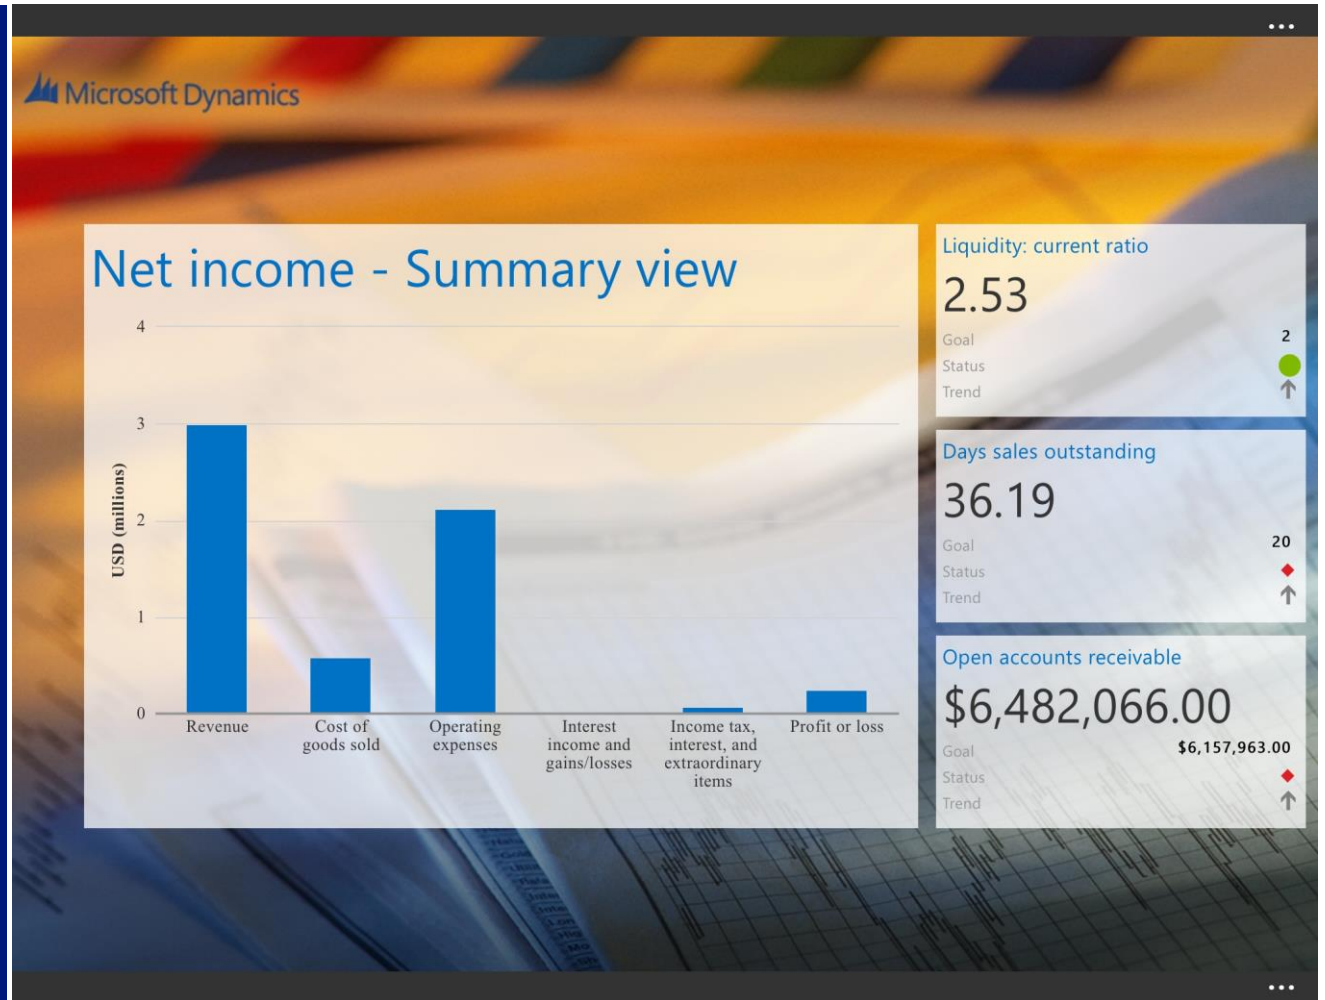 Microsoft Dynamics
Net income - Summary view
4
3
2
1
0
USD (millions)
Revenue
Cost of
goods sold
Operating
expenses
Interest
income and
gains/losses
Income tax,
interest, and
extraordinary
items
Profit or loss
Liquidity: current ratio
2.53
Goal 2
Status
Trend
Days sales outstanding
36.19
Goal 20
Status
Trend
Open accounts receivable
$6,482,066.00
Goal $6,157,963.00
Status
Trend